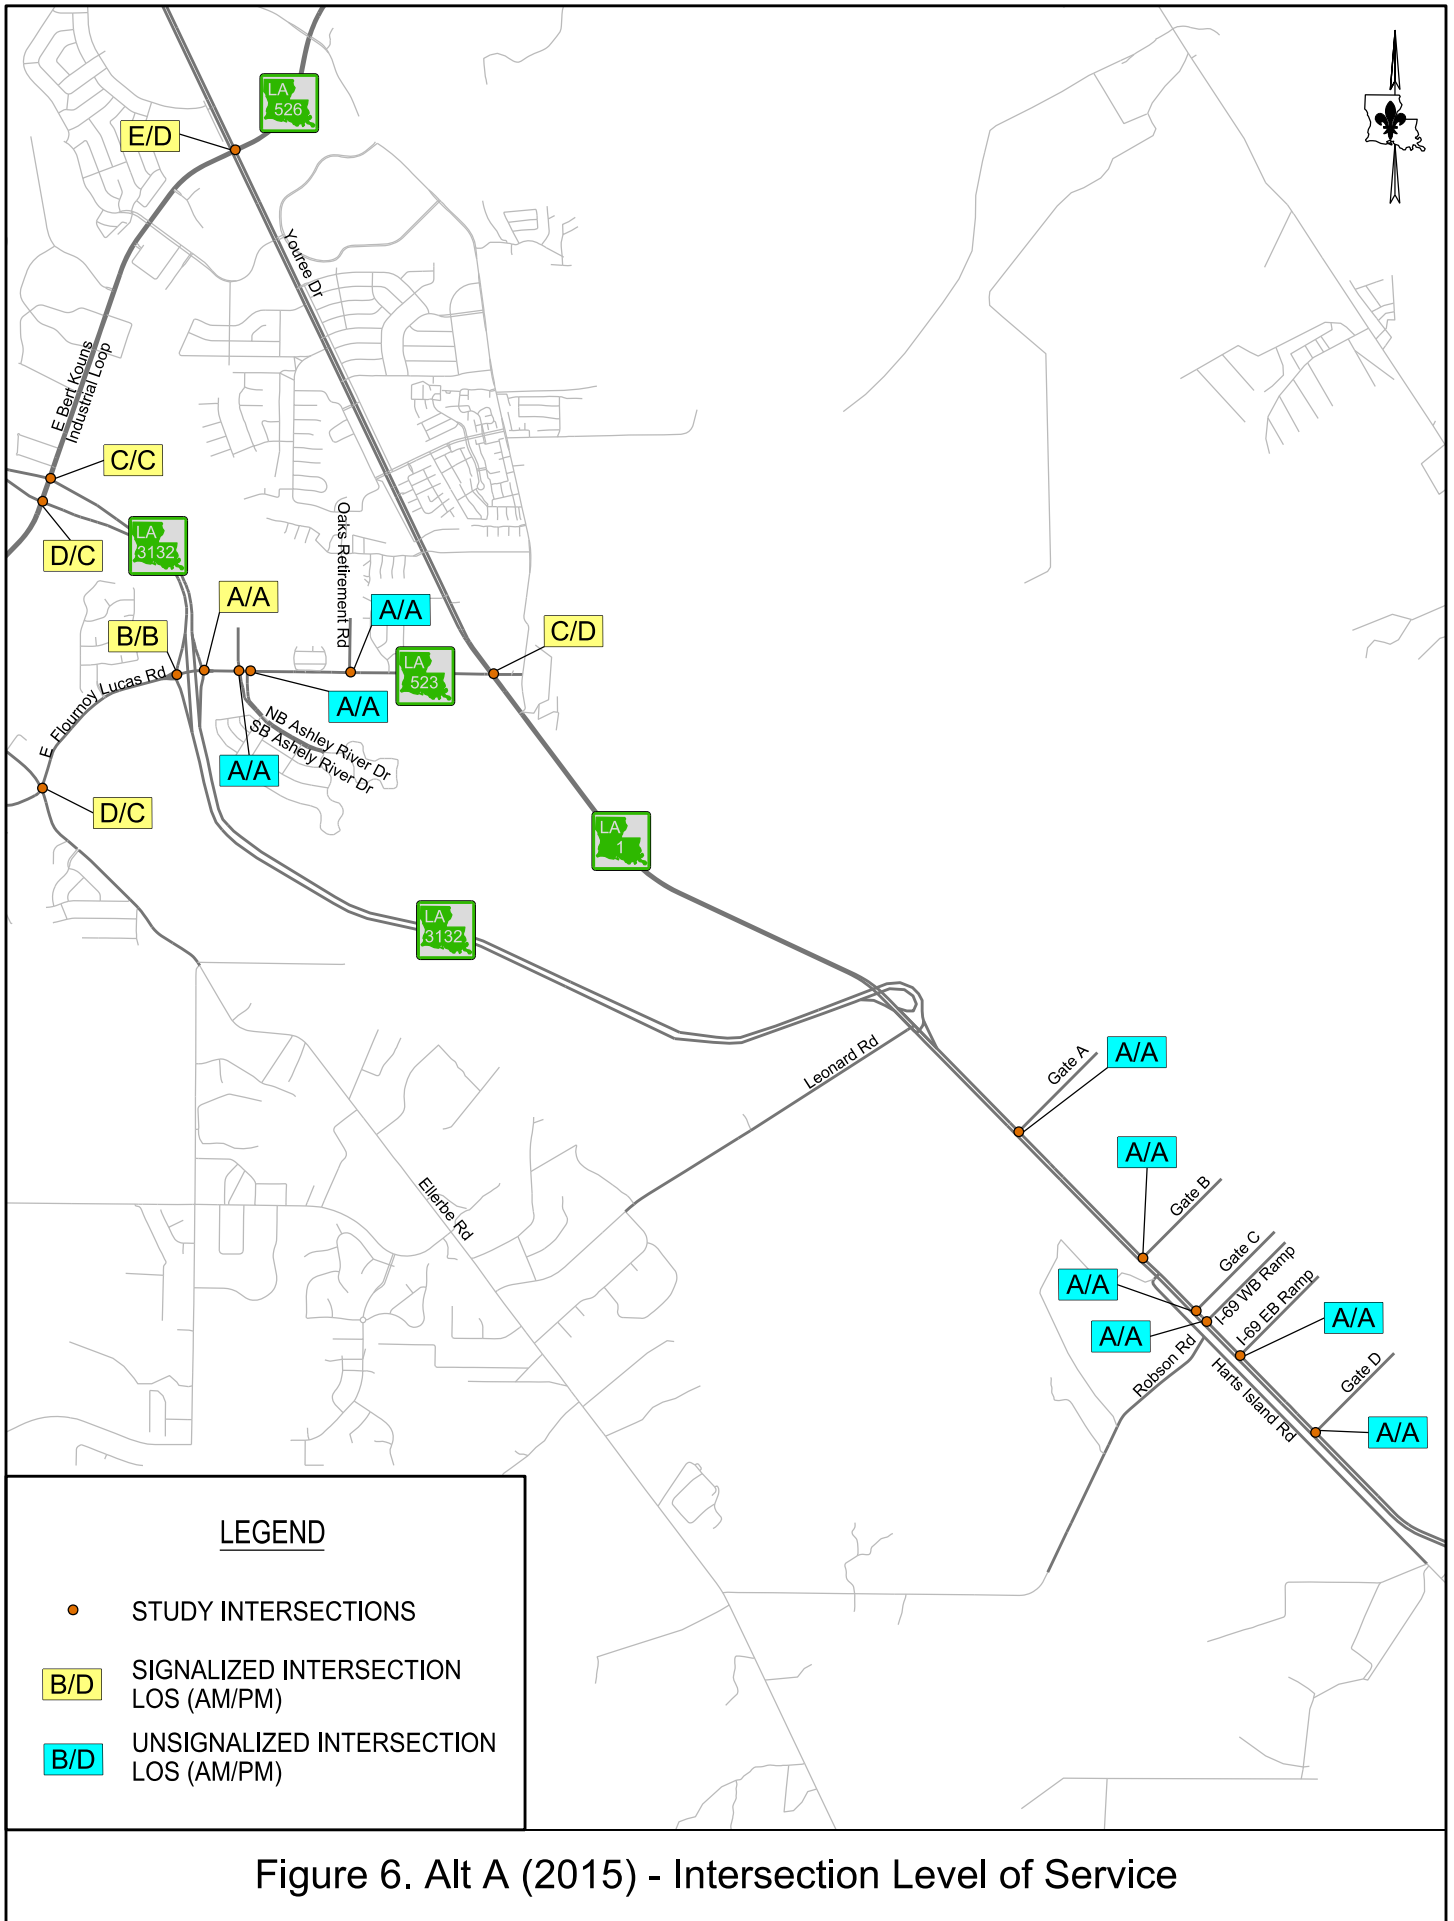 LA
526
E/D
Youree Dr
E Bert Kouns
Industrial Loop
C/C
D/C
LA
3132
Oaks Retirement Rd
A/A
A/A
B/B
C/D
LA
523
E Flournoy Lucas Rd
A/A
NB Ashley River Dr
SB Ashely River Dr
A/A
D/C
LA
1
LA
3132
Leonard Rd
Gate A
A/A
A/A
Gate B
Ellerbe Rd
Gate C
I-69 WB Ramp
I-69 EB Ramp
A/A
A/A
A/A
Robson Rd
Harts Island Rd
Gate D
A/A
LEGEND
STUDY INTERSECTIONS
B/D
SIGNALIZED INTERSECTION
LOS (AM/PM)
B/D
UNSIGNALIZED INTERSECTION
LOS (AM/PM)
Figure 6. Alt A (2015) - Intersection Level of Service